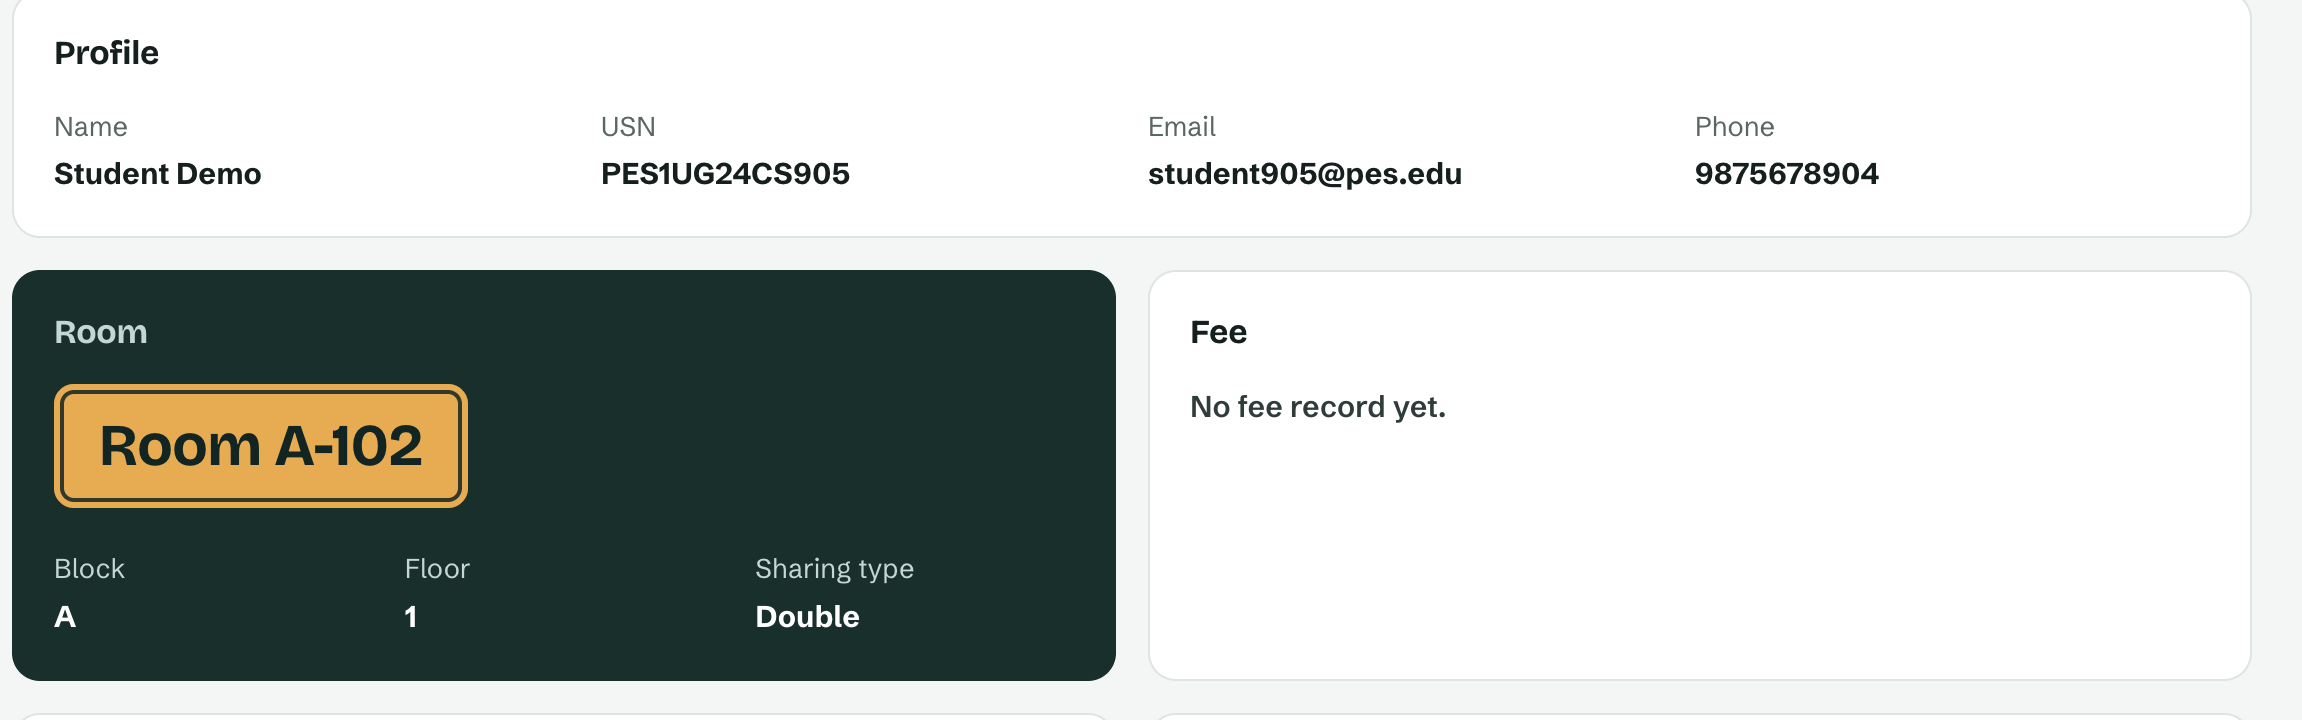 Profile
Name
Student Demo
USN
PES1UG24CS905
Email
student905@pes.edu
Phone
9875678904
Room
Room A-102
Block
A
Floor
1
Sharing type
Double
Fee
No fee record yet.